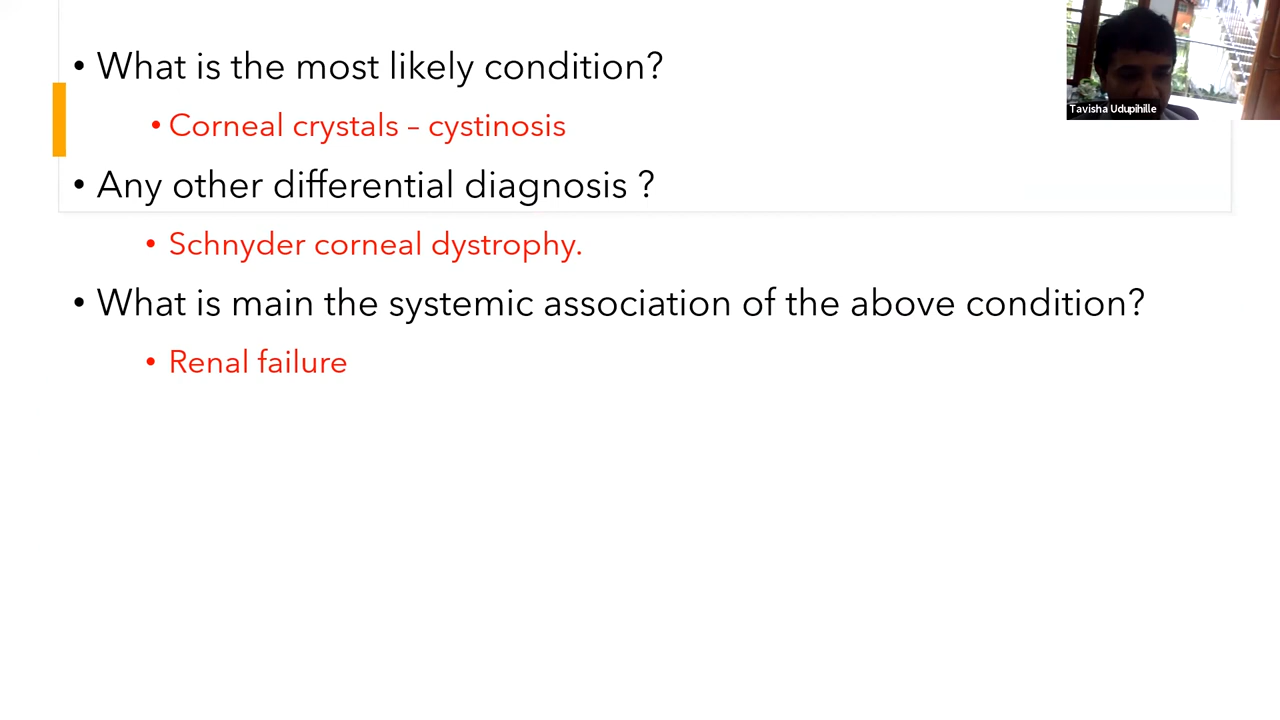 • What is the most likely condition?
• Corneal crystals – cystinosis
• Any other differential diagnosis ?
• Schnyder corneal dystrophy.
• What is main the systemic association of the above condition?
• Renal failure
Tavisha Udupihille